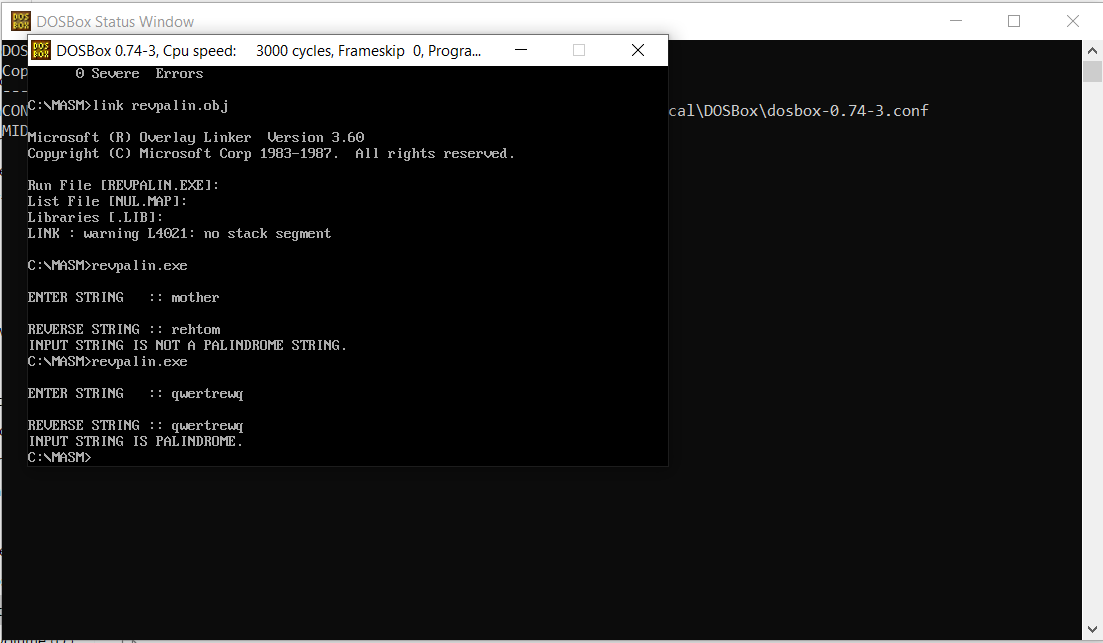 DOSBox Status Window
DOSBox 0.74-3, Cpu speed:    3000 cycles, Frameskip  0, Progra...
DOS
Cop
---
CON
cal\DOSBox\dosbox-0.74-3.conf
MID
      0 Severe  Errors
C:\MASM>link revpalin.obj
Microsoft (R) Overlay Linker  Version 3.60
Copyright (C) Microsoft Corp 1983-1987.  All rights reserved.
Run File [REVPALIN.EXE]:
List File [NUL.MAP]:
Libraries [.LIB]:
LINK : warning L4021: no stack segment
C:\MASM>revpalin.exe
ENTER STRING   :: mother
REVERSE STRING :: rehtom
INPUT STRING IS NOT A PALINDROME STRING.
C:\MASM>revpalin.exe
ENTER STRING   :: qwertrewq
REVERSE STRING :: qwertrewq
INPUT STRING IS PALINDROME.
C:\MASM>